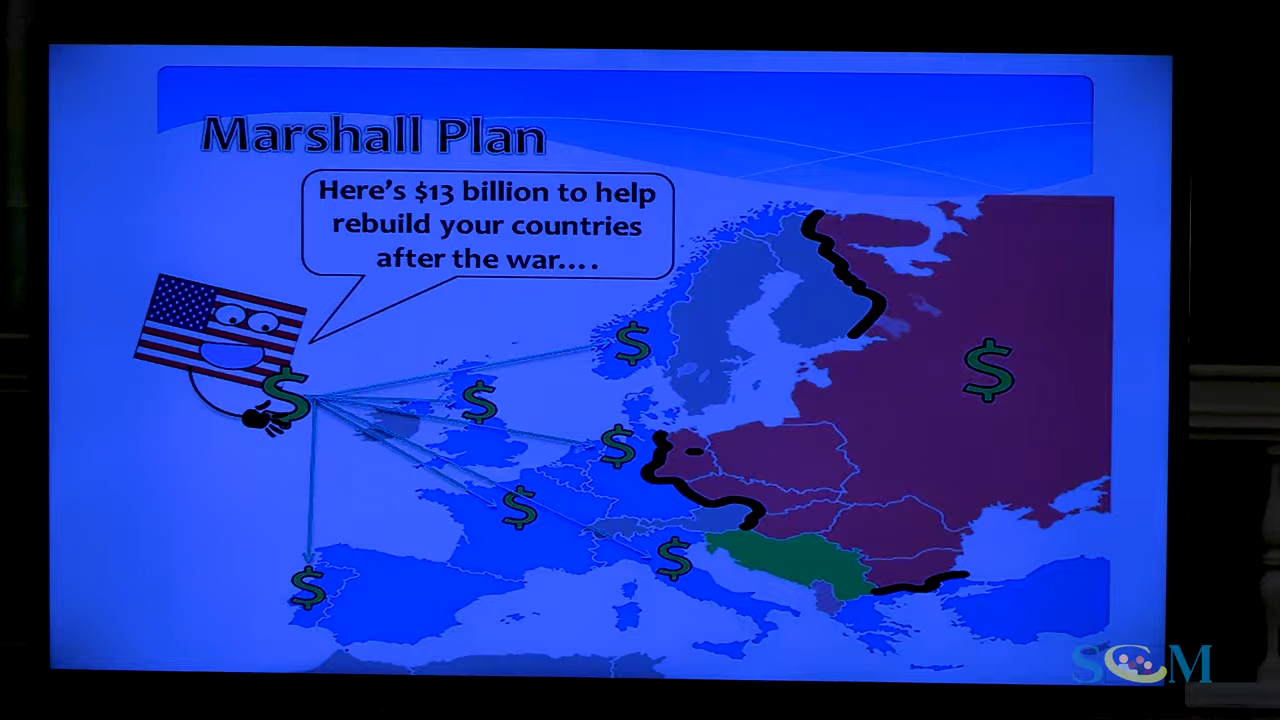 Marshall Plan
Here's $13 billion to help
rebuild your countries
after the war....
$
$
$
$
$
$
$
$
SCM